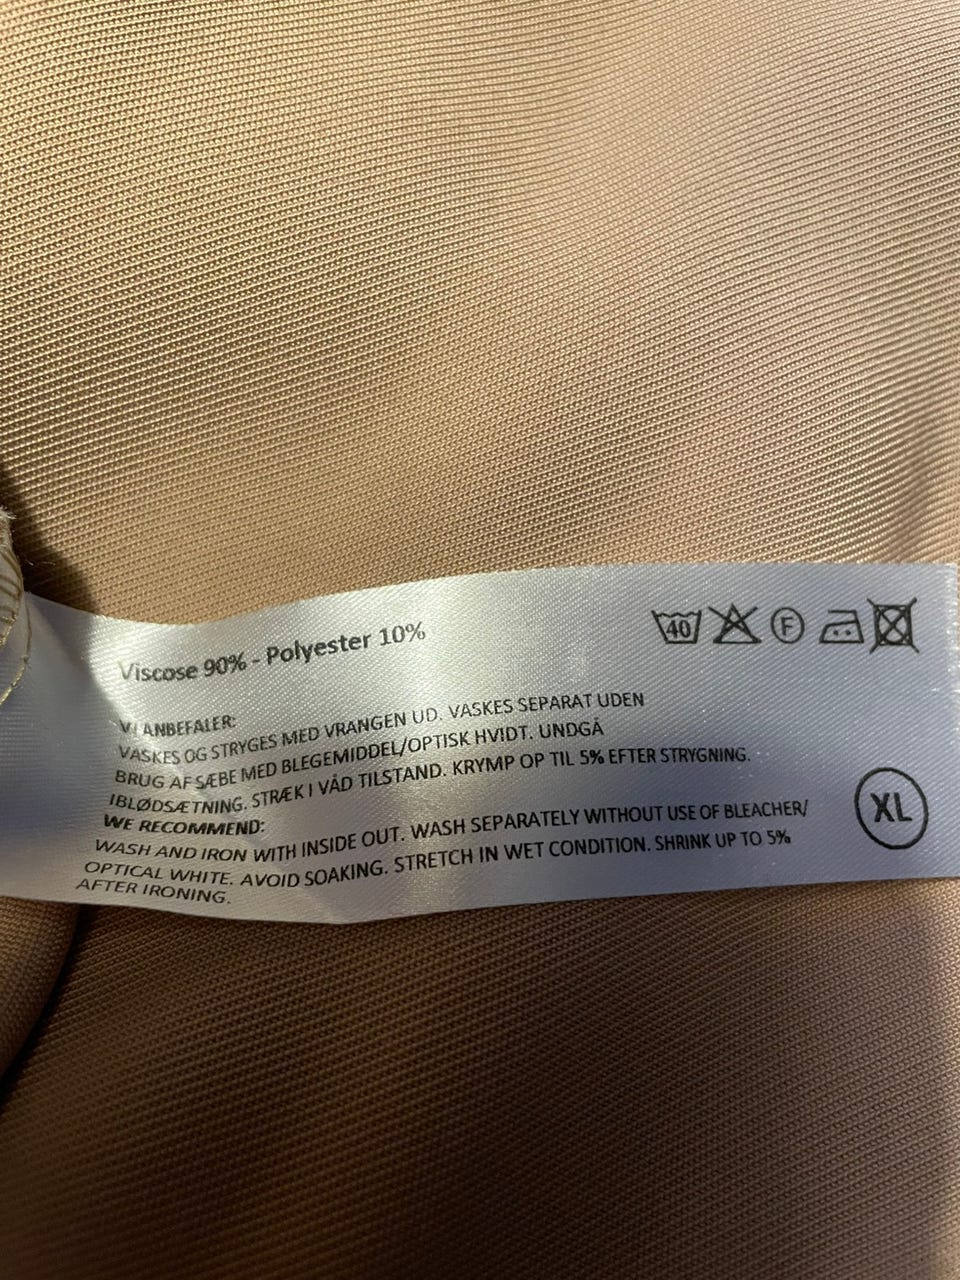 Viscose 90% - Polyester 10%
40
F
VI ANBEFALER:
VASKES OG STRYGES MED VRANGEN UD. VASKES SEPARAT UDEN
BRUG AF SÆBE MED BLEGEMIDDEL/OPTISK HVIDT. UNDGÅ
IBLØDSÆTNING. STRÆK I VÅD TILSTAND. KRYMP OP TIL 5% EFTER STRYGNING.
WE RECOMMEND:
WASH AND IRON WITH INSIDE OUT. WASH SEPARATELY WITHOUT USE OF BLEACHER/
OPTICAL WHITE. AVOID SOAKING. STRETCH IN WET CONDITION. SHRINK UP TO 5%
AFTER IRONING.
XL